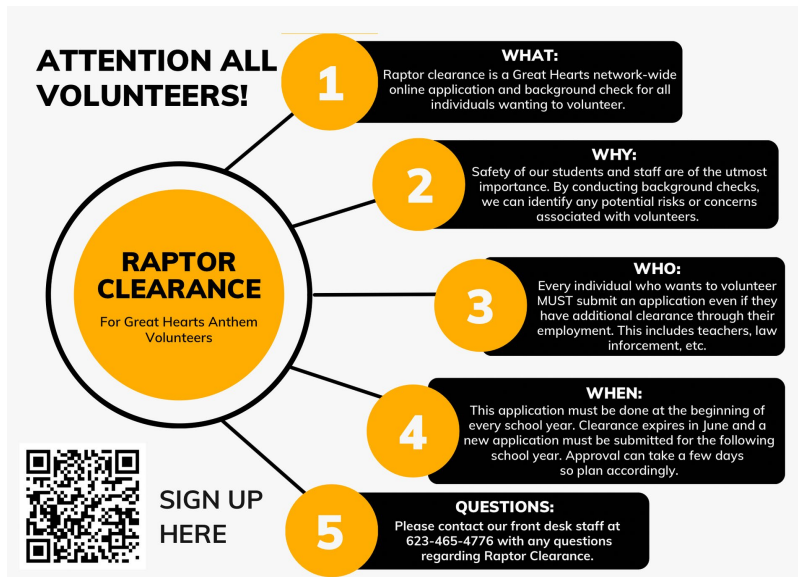 ATTENTION ALL
VOLUNTEERS!
RAPTOR
CLEARANCE
For Great Hearts Anthem
Volunteers
1
WHAT:
Raptor clearance is a Great Hearts network-wide
online application and background check for all
individuals wanting to volunteer.
2
WHY:
Safety of our students and staff are of the utmost
importance. By conducting background checks,
we can identify any potential risks or concerns
associated with volunteers.
3
WHO:
Every individual who wants to volunteer
MUST submit an application even if they
have additional clearance through their
employment. This includes teachers, law
inforcement, etc.
4
WHEN:
This application must be done at the beginning of
every school year. Clearance expires in June and a
new application must be submitted for the following
school year. Approval can take a few days
so plan accordingly.
5
QUESTIONS:
Please contact our front desk staff at
623-465-4776 with any questions
regarding Raptor Clearance.
SIGN UP
HERE